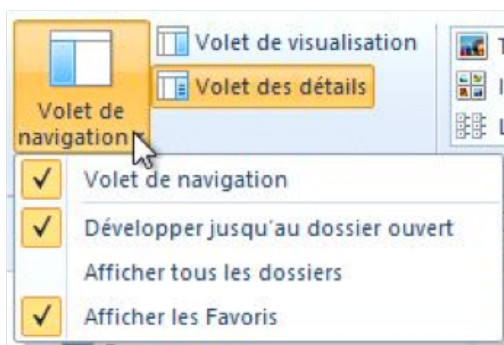 Volet de visualisation
Volet des détails
Volet de
navigation
Volet de navigation
Développer jusqu'au dossier ouvert
Afficher tous les dossiers
Afficher les Favoris